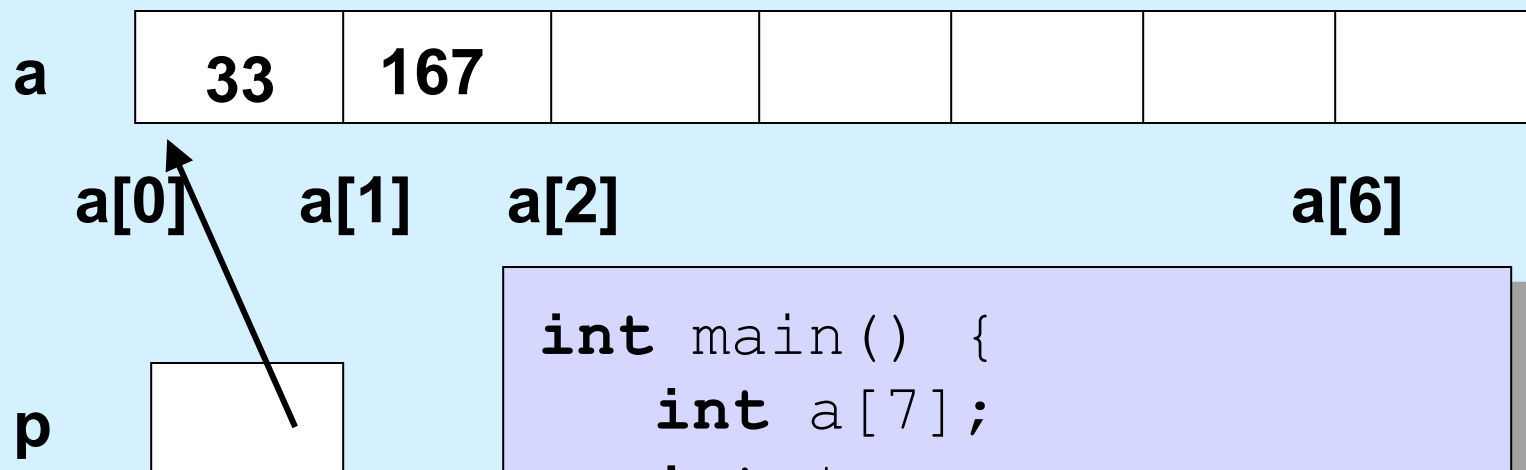 a 33 167
a[0] a[1] a[2] a[6]
int main() {
int a[7];
p